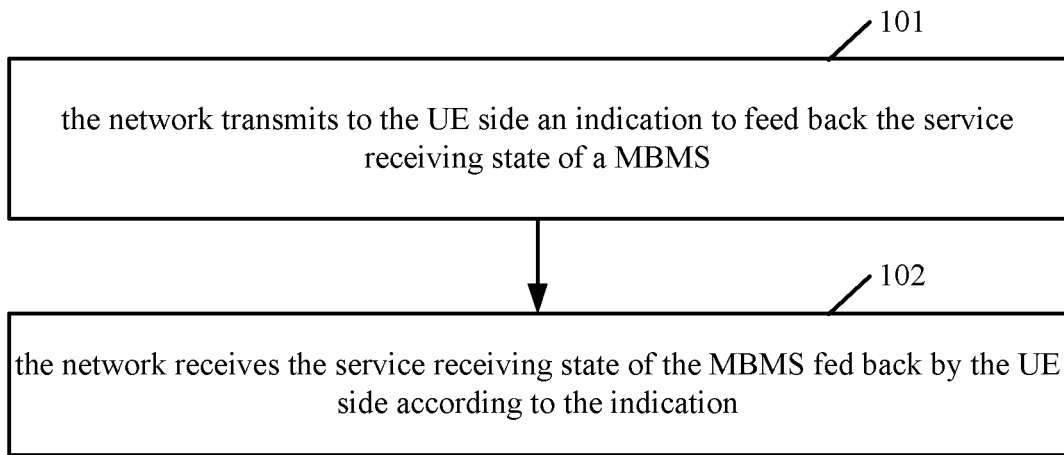 101
the network transmits to the UE side an indication to feed back the service
receiving state of a MBMS
102
the network receives the service receiving state of the MBMS fed back by the UE
side according to the indication